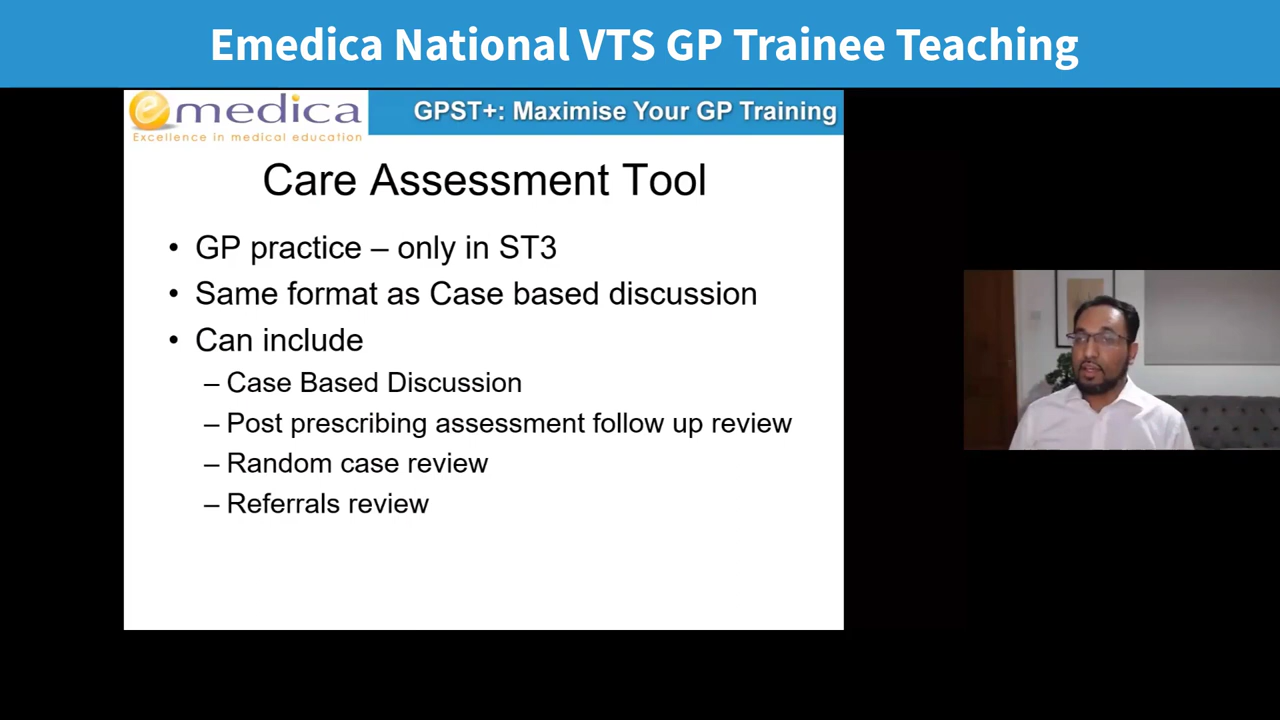 Emedica National VTS GP Trainee Teaching
emedica
Excellence in medical education
GPST+: Maximise Your GP Training
Care Assessment Tool
• GP practice – only in ST3
• Same format as Case based discussion
• Can include
– Case Based Discussion
– Post prescribing assessment follow up review
– Random case review
– Referrals review